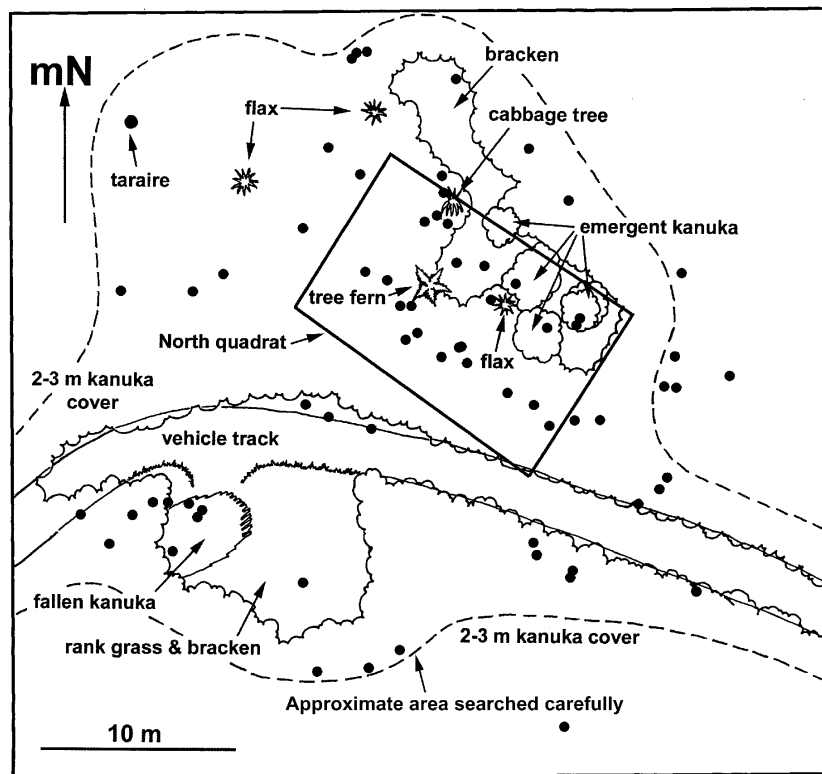 bracken
mN
flax
cabbage tree
taraire
emergent kanuka
tree fern
North quadrat
flax
2-3 m kanuka
cover
vehicle track
fallen kanuka
rank grass & bracken
2-3 m kanuka cover
Approximate area searched carefully
10 m